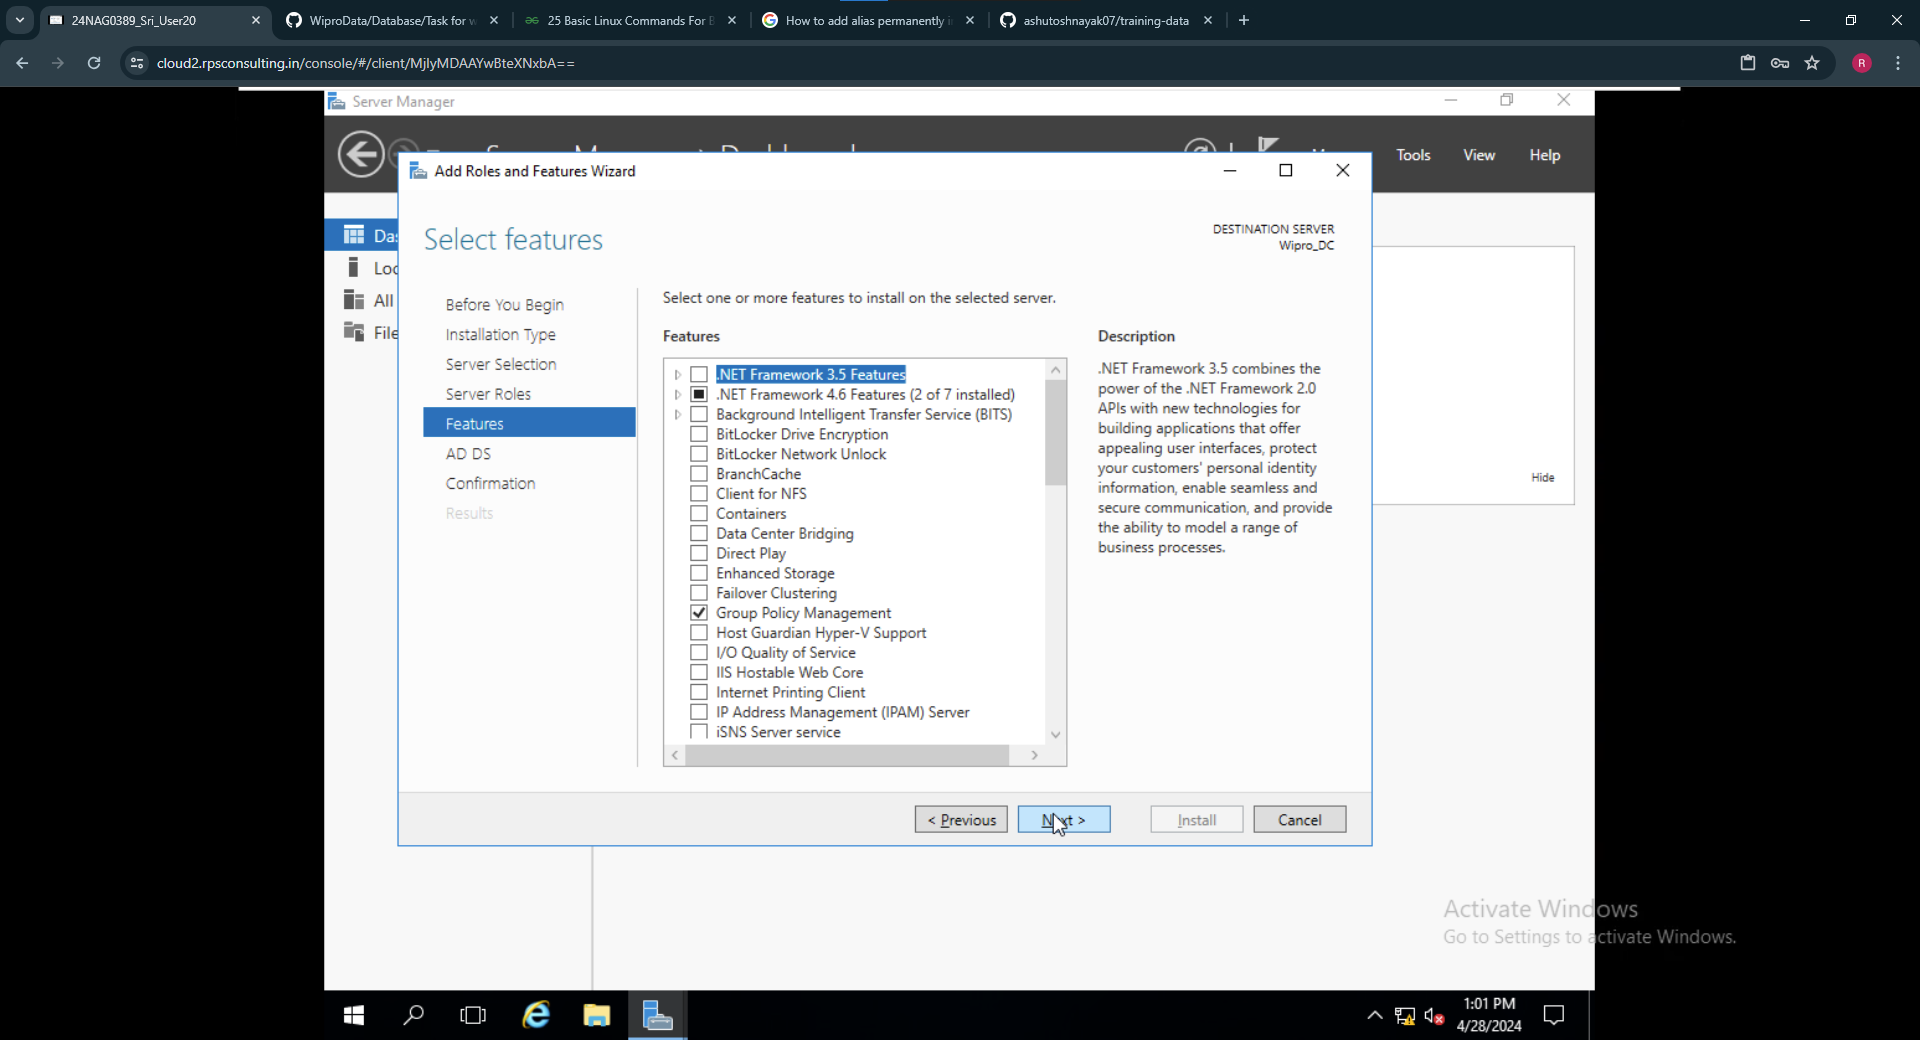 24NAG0389_Sri_User20
WiproData/Database/Task for w
25 Basic Linux Commands For B
How to add alias permanently i
ashutoshnayak07/training-data
cloud2.rpsconsulting.in/console/#/client/MjIyMDAAYwBteXNxbA==
R
Server Manager
Tools
View
Help
Add Roles and Features Wizard
Das
Loc
All
File
Select features
DESTINATION SERVER
Wipro_DC
Before You Begin
Installation Type
Server Selection
Server Roles
Features
AD DS
Confirmation
Results
Select one or more features to install on the selected server.
Features
.NET Framework 3.5 Features
.NET Framework 4.6 Features (2 of 7 installed)
Background Intelligent Transfer Service (BITS)
BitLocker Drive Encryption
BitLocker Network Unlock
BranchCache
Client for NFS
Containers
Data Center Bridging
Direct Play
Enhanced Storage
Failover Clustering
Group Policy Management
Host Guardian Hyper-V Support
I/O Quality of Service
IIS Hostable Web Core
Internet Printing Client
IP Address Management (IPAM) Server
iSNS Server service
Description
.NET Framework 3.5 combines the
power of the .NET Framework 2.0
APIs with new technologies for
building applications that offer
appealing user interfaces, protect
your customers' personal identity
information, enable seamless and
secure communication, and provide
the ability to model a range of
business processes.
Hide
< Previous
Next >
Install
Cancel
Activate Windows
Go to Settings to activate Windows.
1:01 PM
4/28/2024